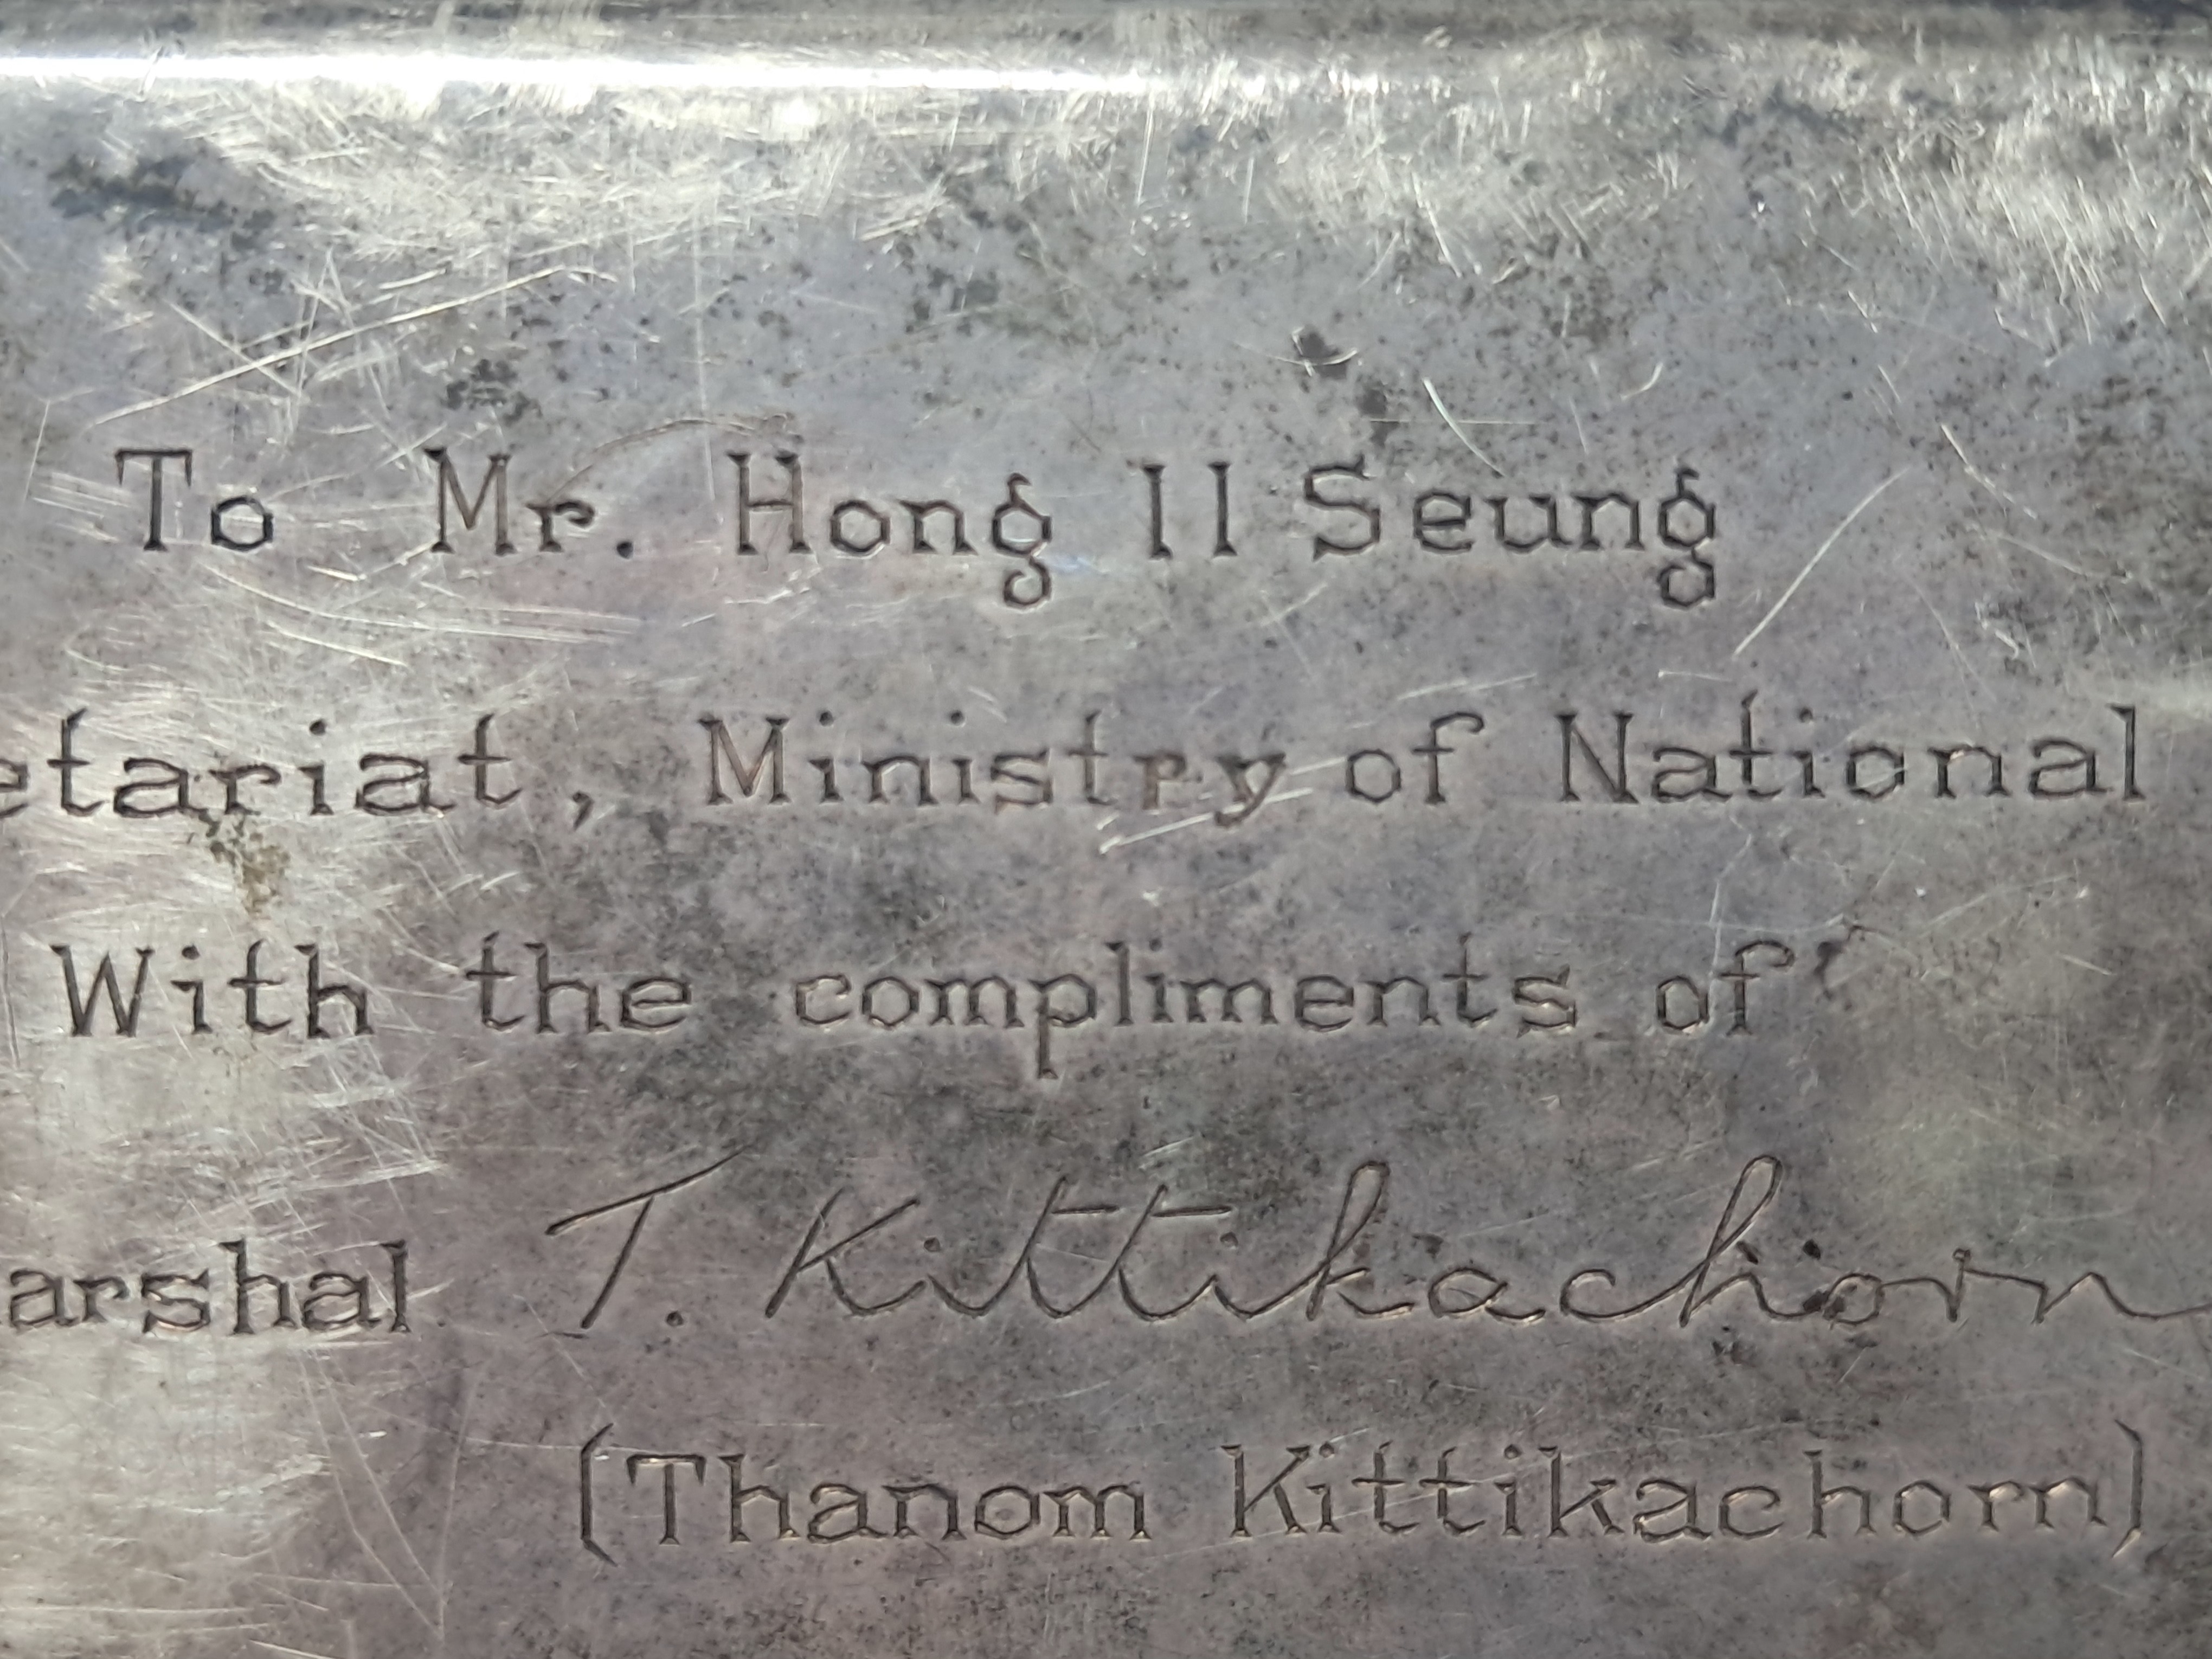 To Mr. Hong Il Seung
etariat, Ministry of National
With the compliments of
arshal T. Kittikachorn
(Thanom Kittikachorn)